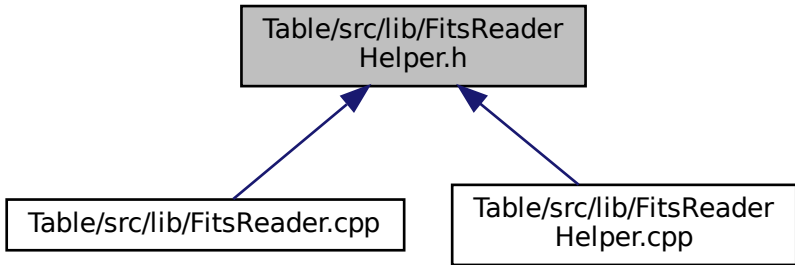 Table/src/lib/FitsReader
Helper.h
Table/src/lib/FitsReader.cpp
Table/src/lib/FitsReader
Helper.cpp